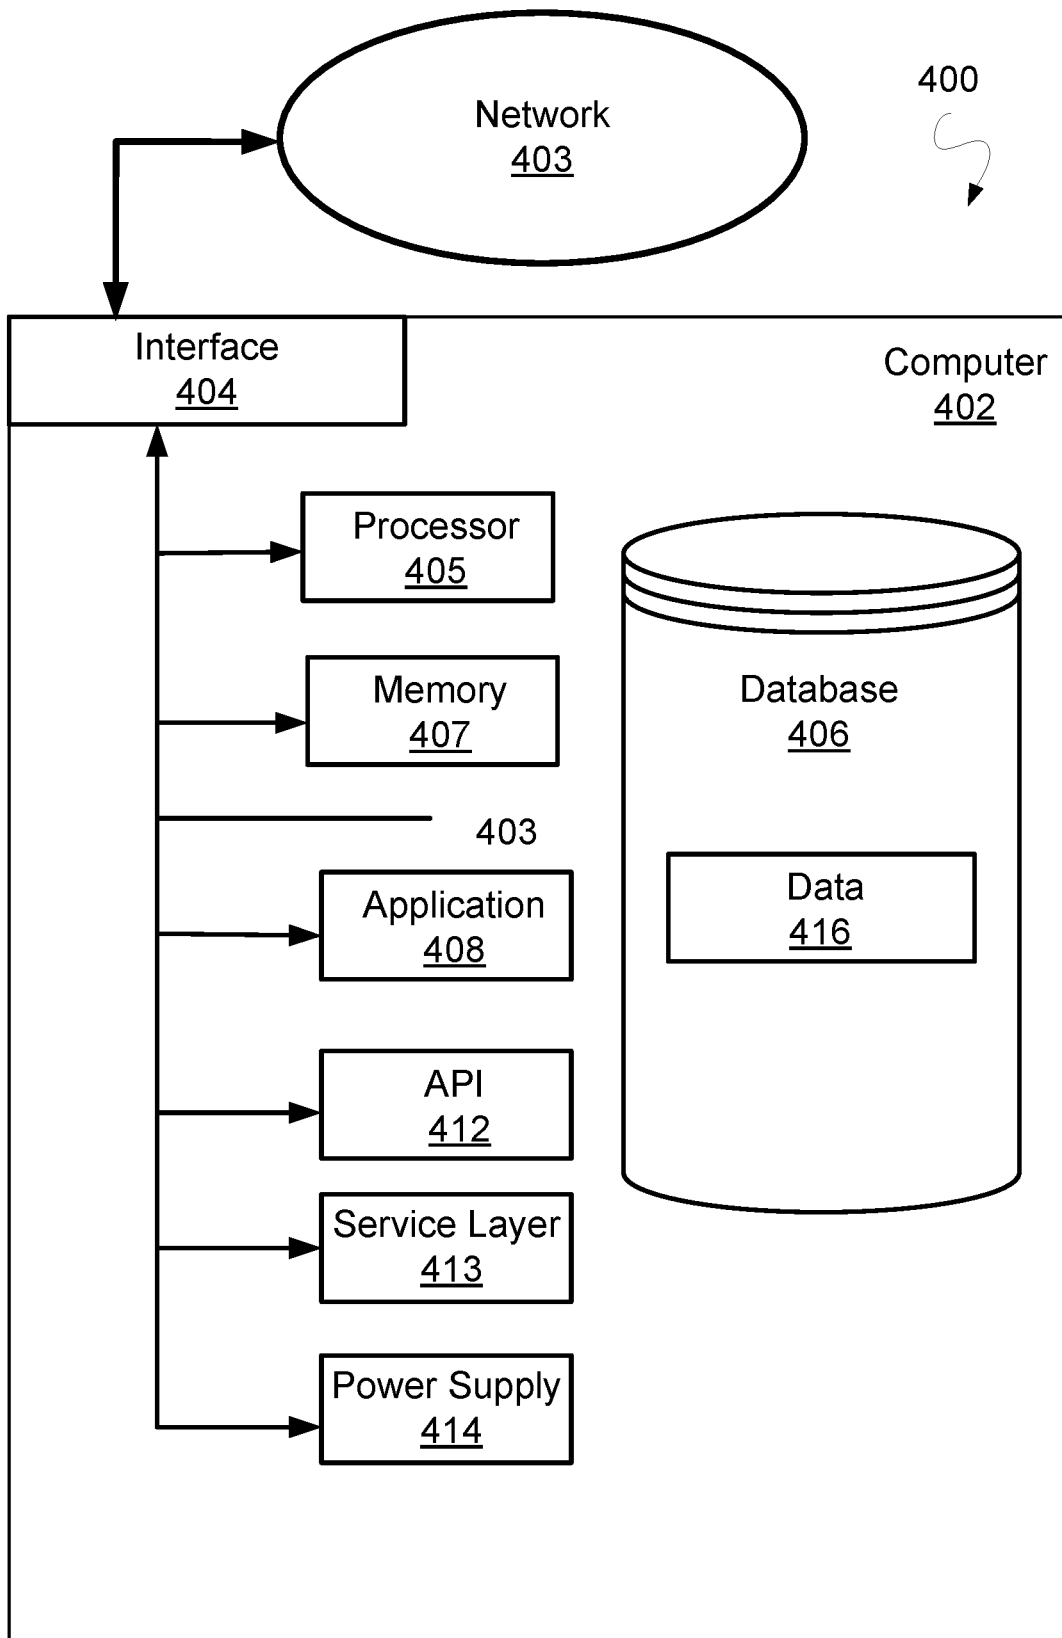 400
Network
403
Interface
404
Computer
402
Processor
405
Memory
407
Database
406
403
Application
408
Data
416
API
412
Service Layer
413
Power Supply
414